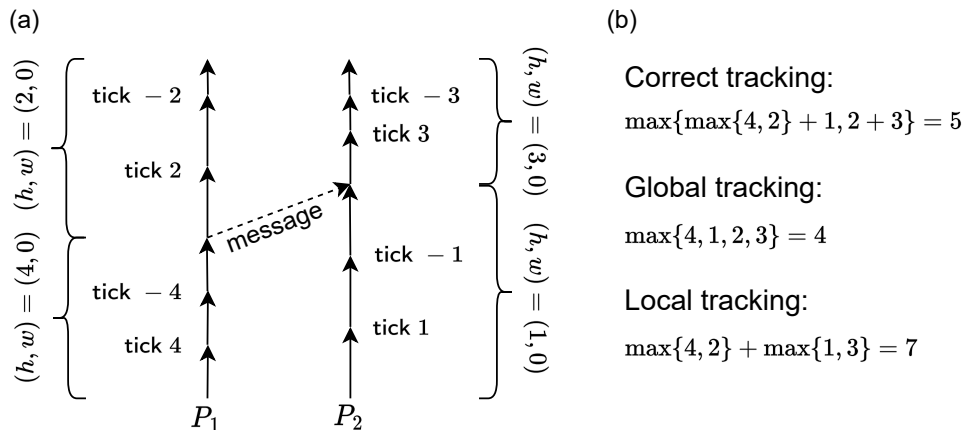 (a)
(h, w) = (2, 0)
(h, w) = (4, 0)
tick − 2
tick 2
tick − 4
tick 4
message
tick − 3
tick 3
tick − 1
tick 1
(h, w) = (3, 0)
(h, w) = (1, 0)
P₁
P₂
(b)
Correct tracking:
max{max{4, 2} + 1, 2 + 3} = 5
Global tracking:
max{4, 1, 2, 3} = 4
Local tracking:
max{4, 2} + max{1, 3} = 7